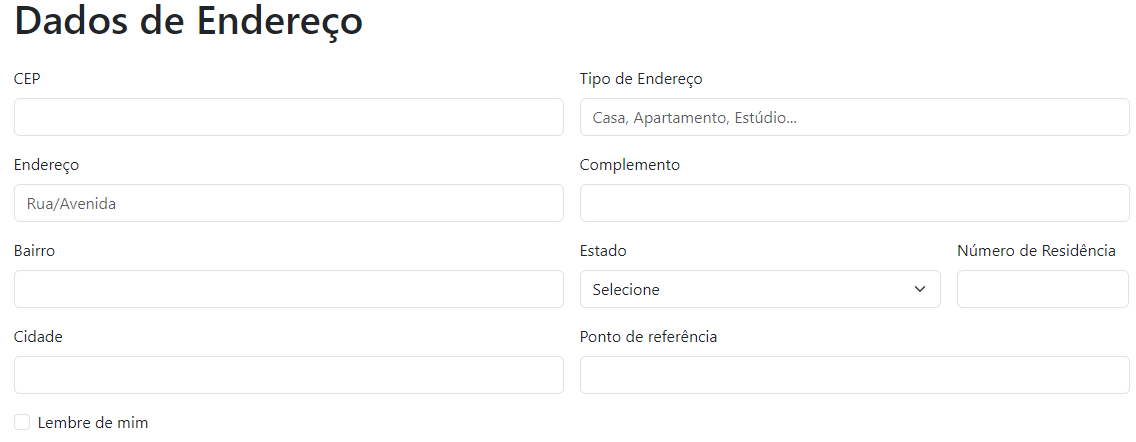 Dados de Endereço
CEP
Tipo de Endereço
Casa, Apartamento, Estúdio...
Endereço
Complemento
Rua/Avenida
Bairro
Estado
Número de Residência
Selecione
Cidade
Ponto de referência
Lembre de mim